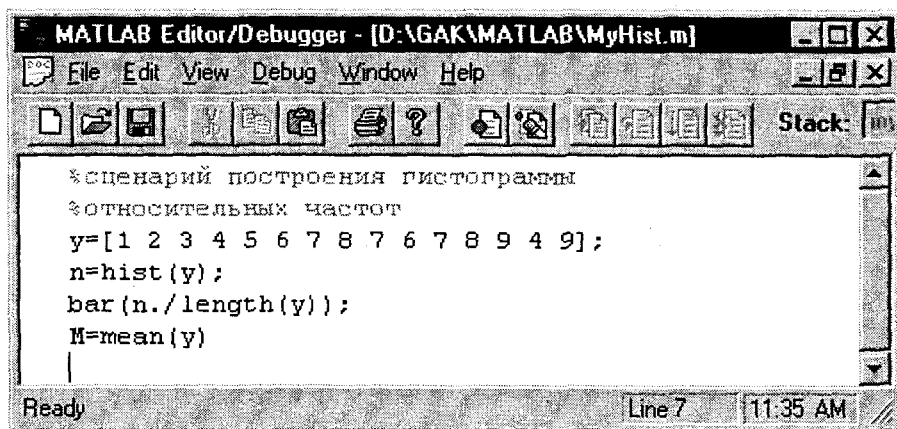 MATLAB Editor/Debugger - [D:\GAK\MATLAB\MyHist.m]
File Edit View Debug Window Help
Stack:
%сценарий построения гистограммы
%относительных частот
y=[1 2 3 4 5 6 7 8 7 6 7 8 9 4 9];
n=hist(y);
bar(n./length(y));
M=mean(y)
Ready Line 7 11:35 AM